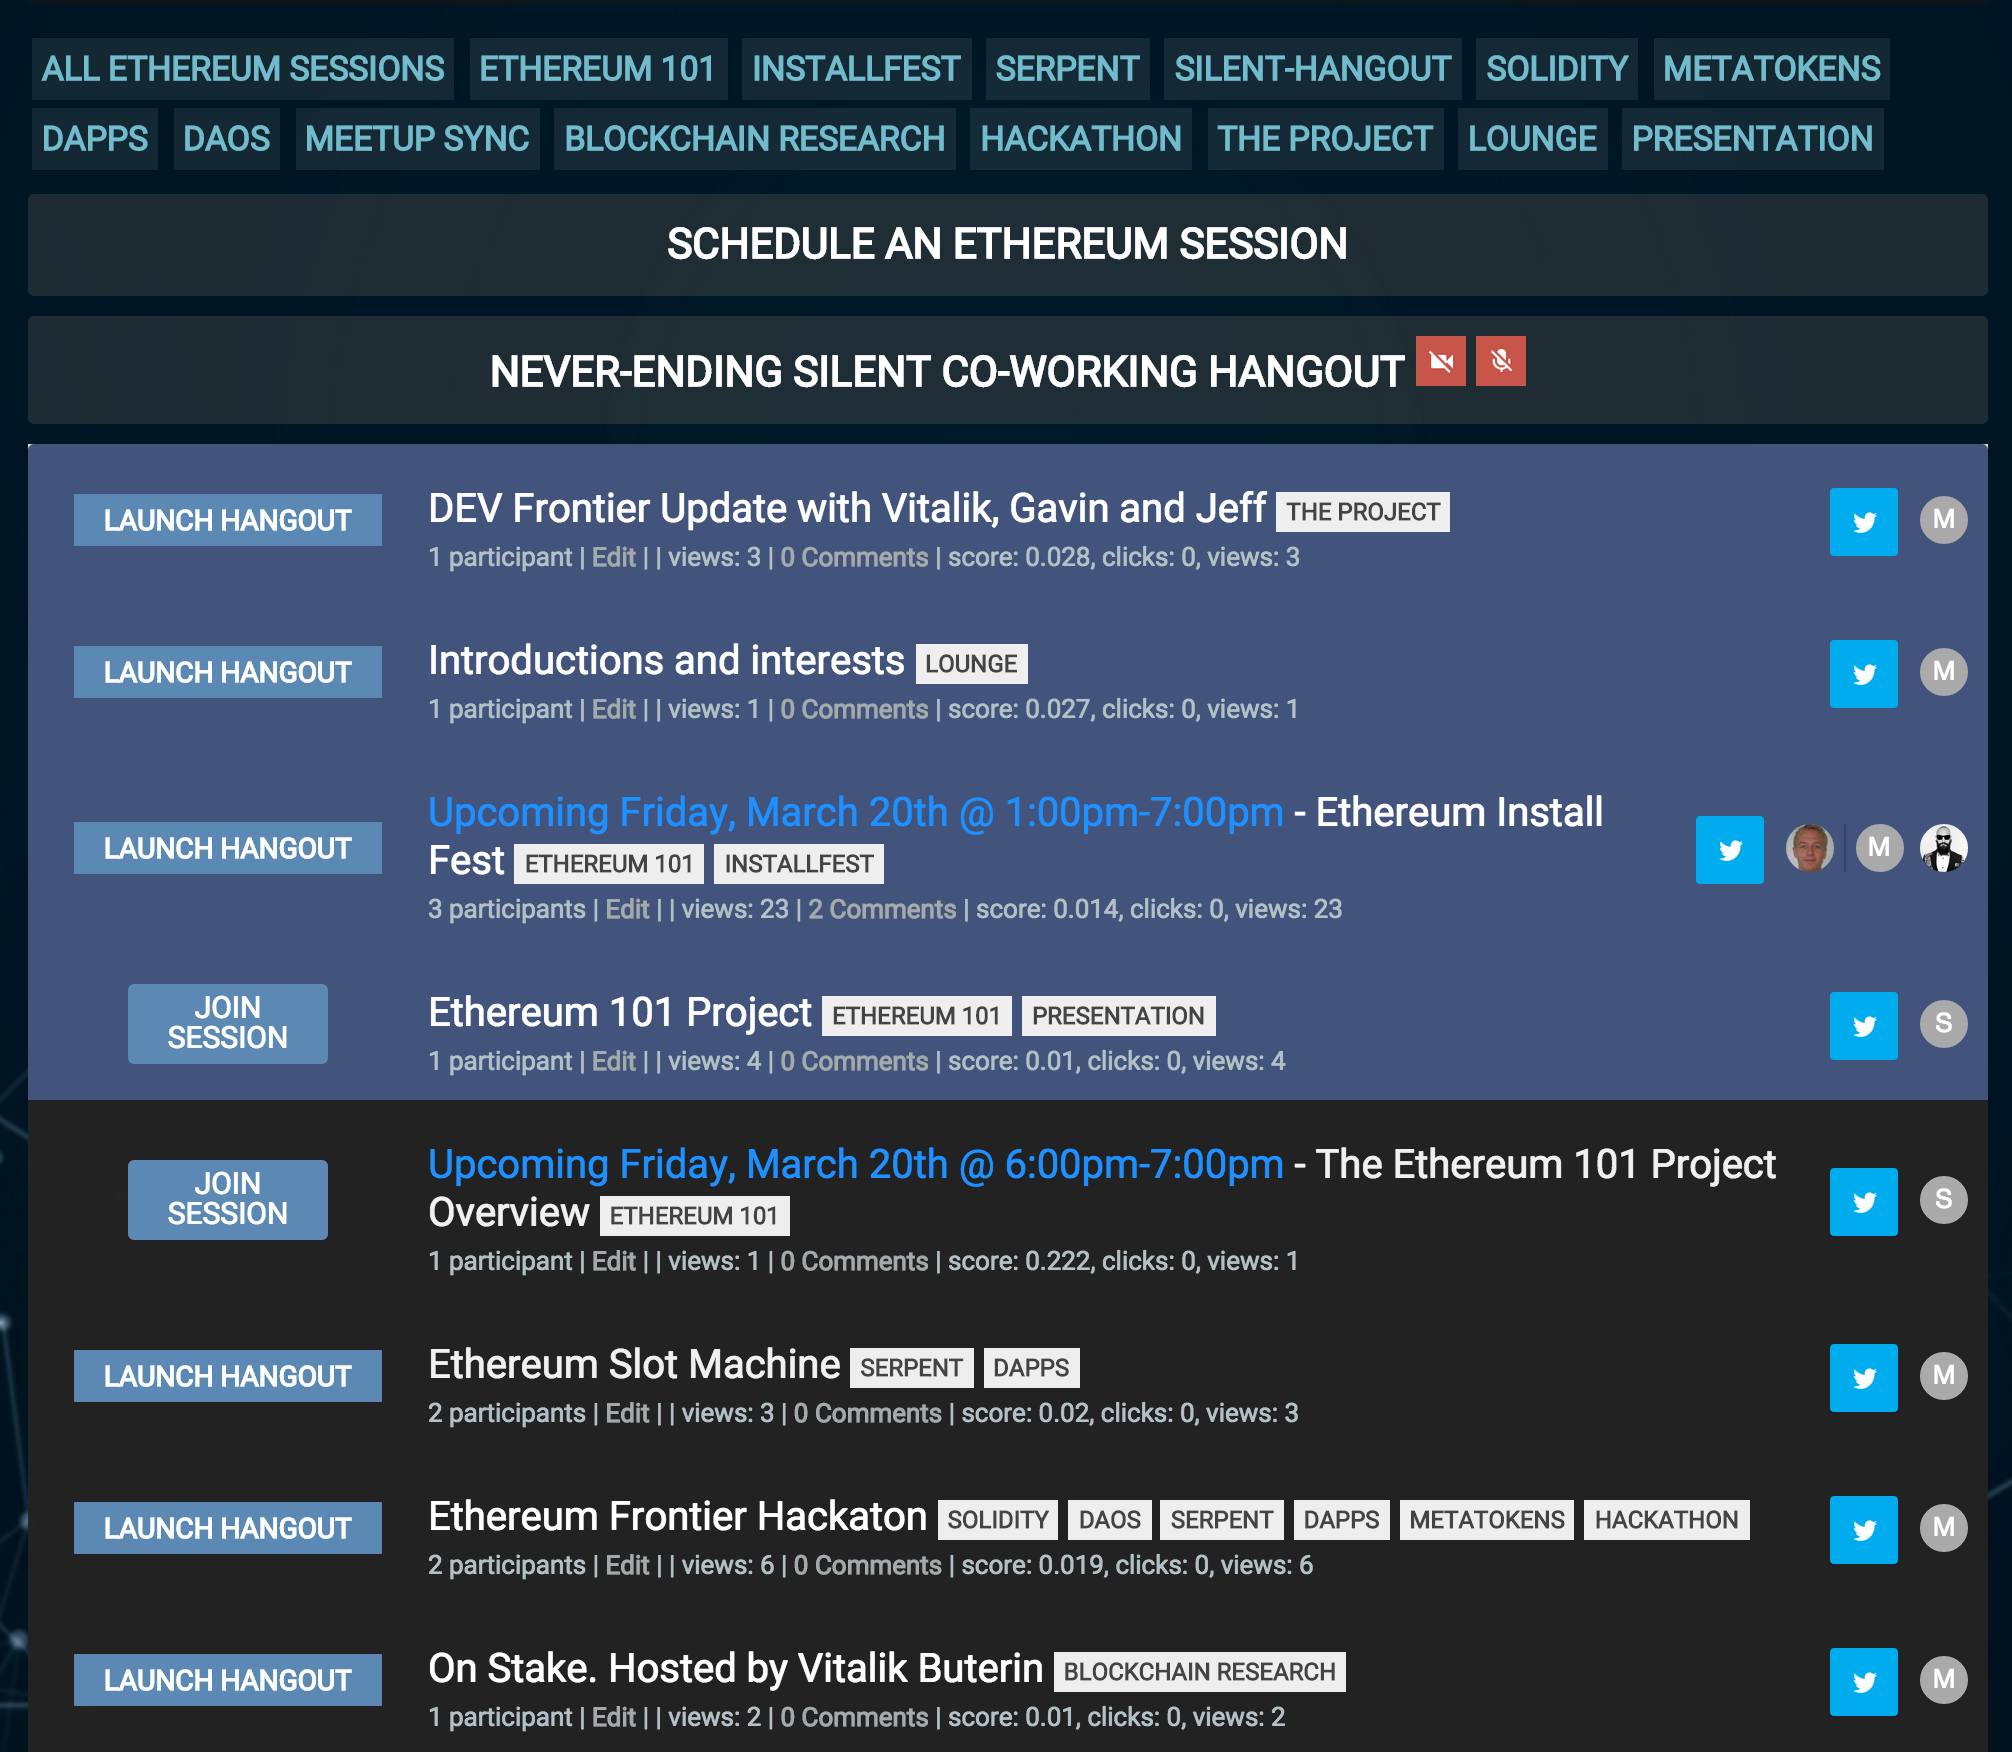 ALL ETHEREUM SESSIONS ETHEREUM 101 INSTALLFEST SERPENT SILENT-HANGOUT SOLIDITY METATOKENS
DAPPS DAOS MEETUP SYNC BLOCKCHAIN RESEARCH HACKATHON THE PROJECT LOUNGE PRESENTATION
SCHEDULE AN ETHEREUM SESSION
NEVER-ENDING SILENT CO-WORKING HANGOUT
LAUNCH HANGOUT
DEV Frontier Update with Vitalik, Gavin and Jeff THE PROJECT
1 participant | Edit | | views: 3 | 0 Comments | score: 0.028, clicks: 0, views: 3
M
LAUNCH HANGOUT
Introductions and interests LOUNGE
1 participant | Edit | | views: 1 | 0 Comments | score: 0.027, clicks: 0, views: 1
M
LAUNCH HANGOUT
Upcoming Friday, March 20th @ 1:00pm-7:00pm - Ethereum Install
Fest ETHEREUM 101 INSTALLFEST
3 participants | Edit | | views: 23 | 2 Comments | score: 0.014, clicks: 0, views: 23
M
JOIN
SESSION
Ethereum 101 Project ETHEREUM 101 PRESENTATION
1 participant | Edit | | views: 4 | 0 Comments | score: 0.01, clicks: 0, views: 4
S
JOIN
SESSION
Upcoming Friday, March 20th @ 6:00pm-7:00pm - The Ethereum 101 Project
Overview ETHEREUM 101
1 participant | Edit | | views: 1 | 0 Comments | score: 0.222, clicks: 0, views: 1
S
LAUNCH HANGOUT
Ethereum Slot Machine SERPENT DAPPS
2 participants | Edit | | views: 3 | 0 Comments | score: 0.02, clicks: 0, views: 3
M
LAUNCH HANGOUT
Ethereum Frontier Hackaton SOLIDITY DAOS SERPENT DAPPS METATOKENS HACKATHON
2 participants | Edit | | views: 6 | 0 Comments | score: 0.019, clicks: 0, views: 6
M
LAUNCH HANGOUT
On Stake. Hosted by Vitalik Buterin BLOCKCHAIN RESEARCH
1 participant | Edit | | views: 2 | 0 Comments | score: 0.01, clicks: 0, views: 2
M